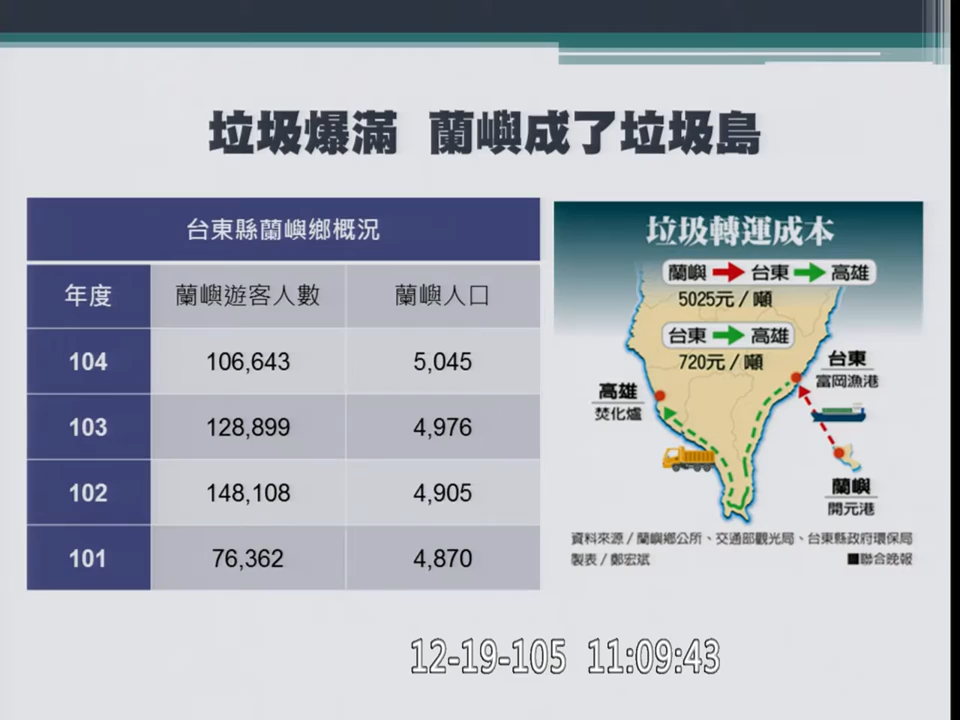 垃圾爆滿 蘭嶼成了垃圾島
台東縣蘭嶼鄉概況
年度 蘭嶼遊客人數 蘭嶼人口
104 106,643 5,045
103 128,899 4,976
102 148,108 4,905
101 76,362 4,870
垃圾轉運成本
蘭嶼 台東 高雄
5025元/噸
台東 高雄
720元/噸
台東
富岡漁港
高雄
焚化爐
蘭嶼
開元港
資料來源/蘭嶼鄉公所、交通部觀光局、台東縣政府環保局
製表/鄭宏斌 ■聯合晚報
12-19-105 11:09:43